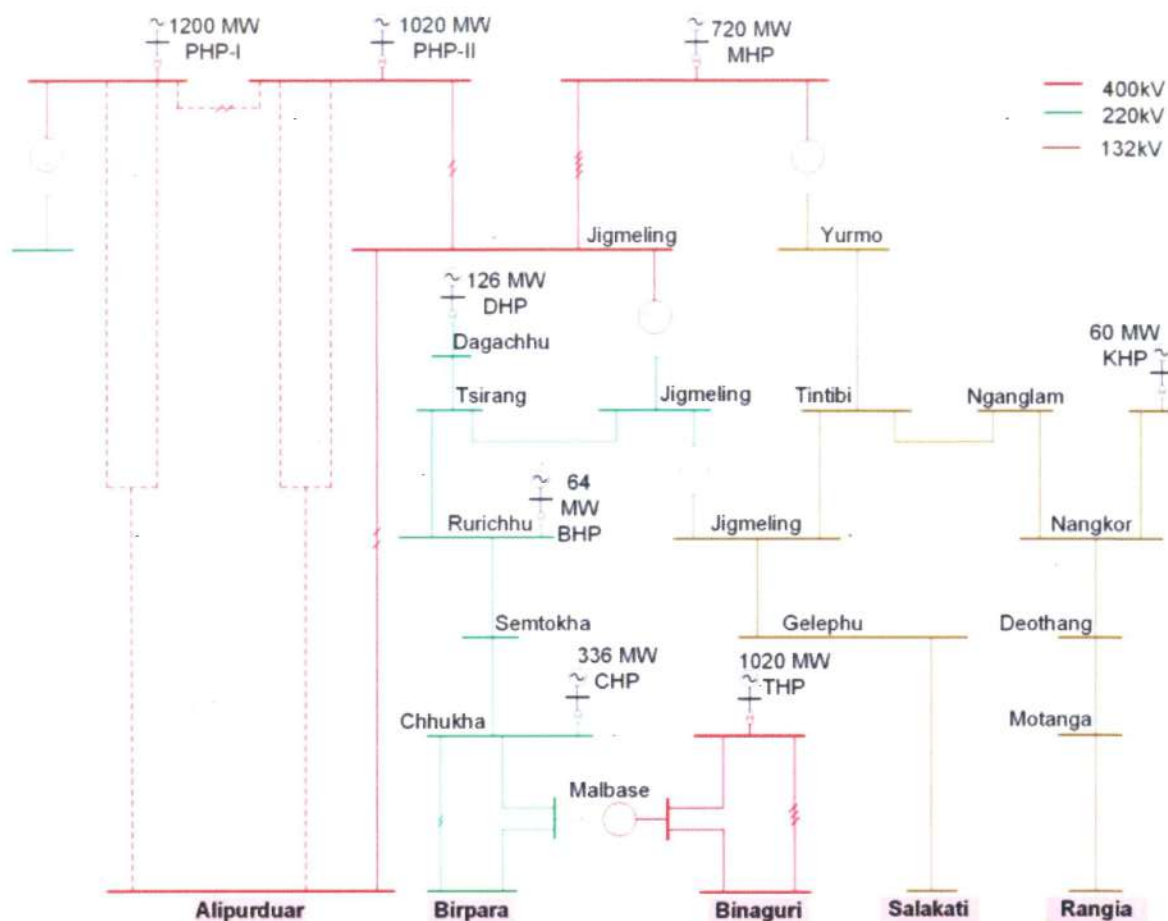 1200 MW
PHP-I
1020 MW
PHP-II
720 MW
MHP
400kV
220kV
132kV
Jigmeling
Yurmo
126 MW
DHP
Dagachhu
60 MW
KHP
Tsirang
Jigmeling
Tintibi
Nganglam
64
MW
BHP
Rurichhu
Jigmeling
Nangkor
Semtokha
Gelephu
Deothang
336 MW
CHP
1020 MW
THP
Chhukha
Motanga
Malbase
Alipurduar
Birpara
Binaguri
Salakati
Rangia